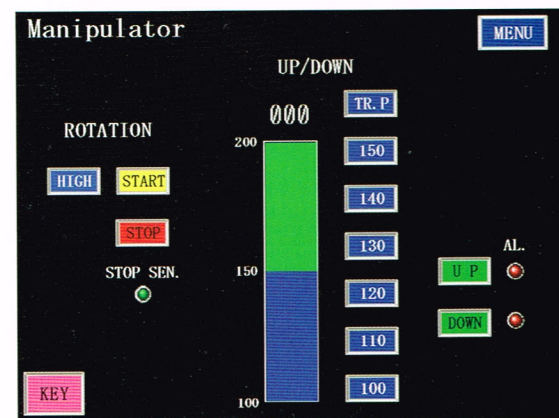 Manipulator
MENU
UP/DOWN
000
TR.P
ROTATION
200
150
HIGH
START
140
STOP
130
AL.
STOP SEN.
150
U P
120
DOWN
110
KEY
100
100